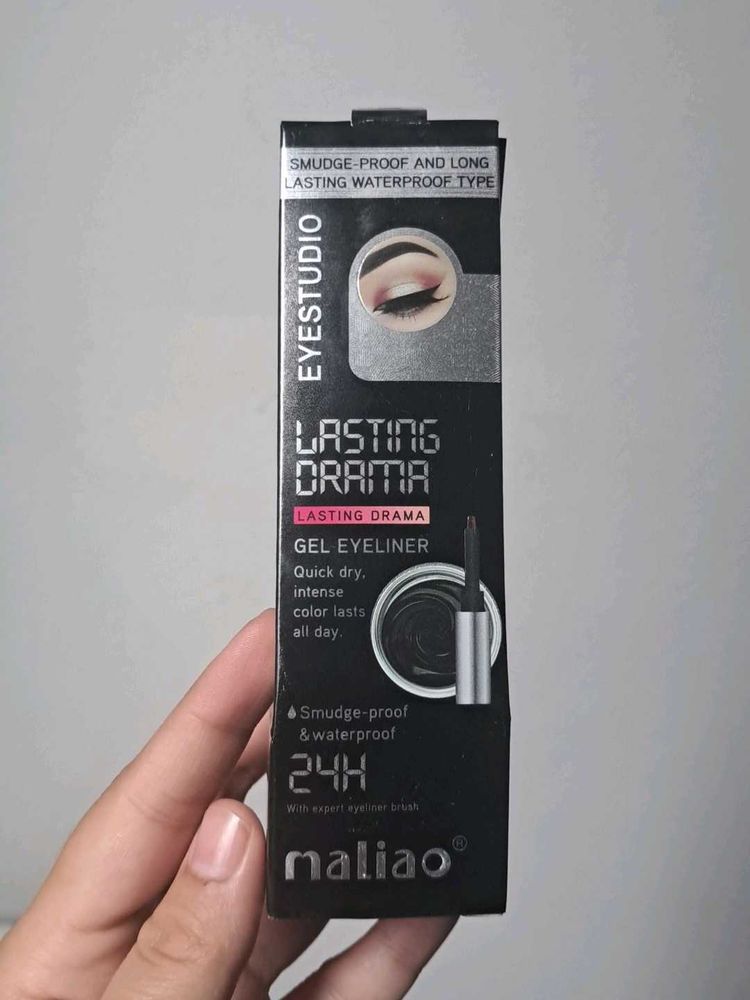 SMUDGE-PROOF AND LONG
LASTING WATERPROOF TYPE
EYESTUDIO
LASTING
DRAMA
LASTING DRAMA
GEL EYELINER
Quick dry,
intense
color lasts
all day.
Smudge-proof
& waterproof
24H
With expert eyeliner brush
maliao®